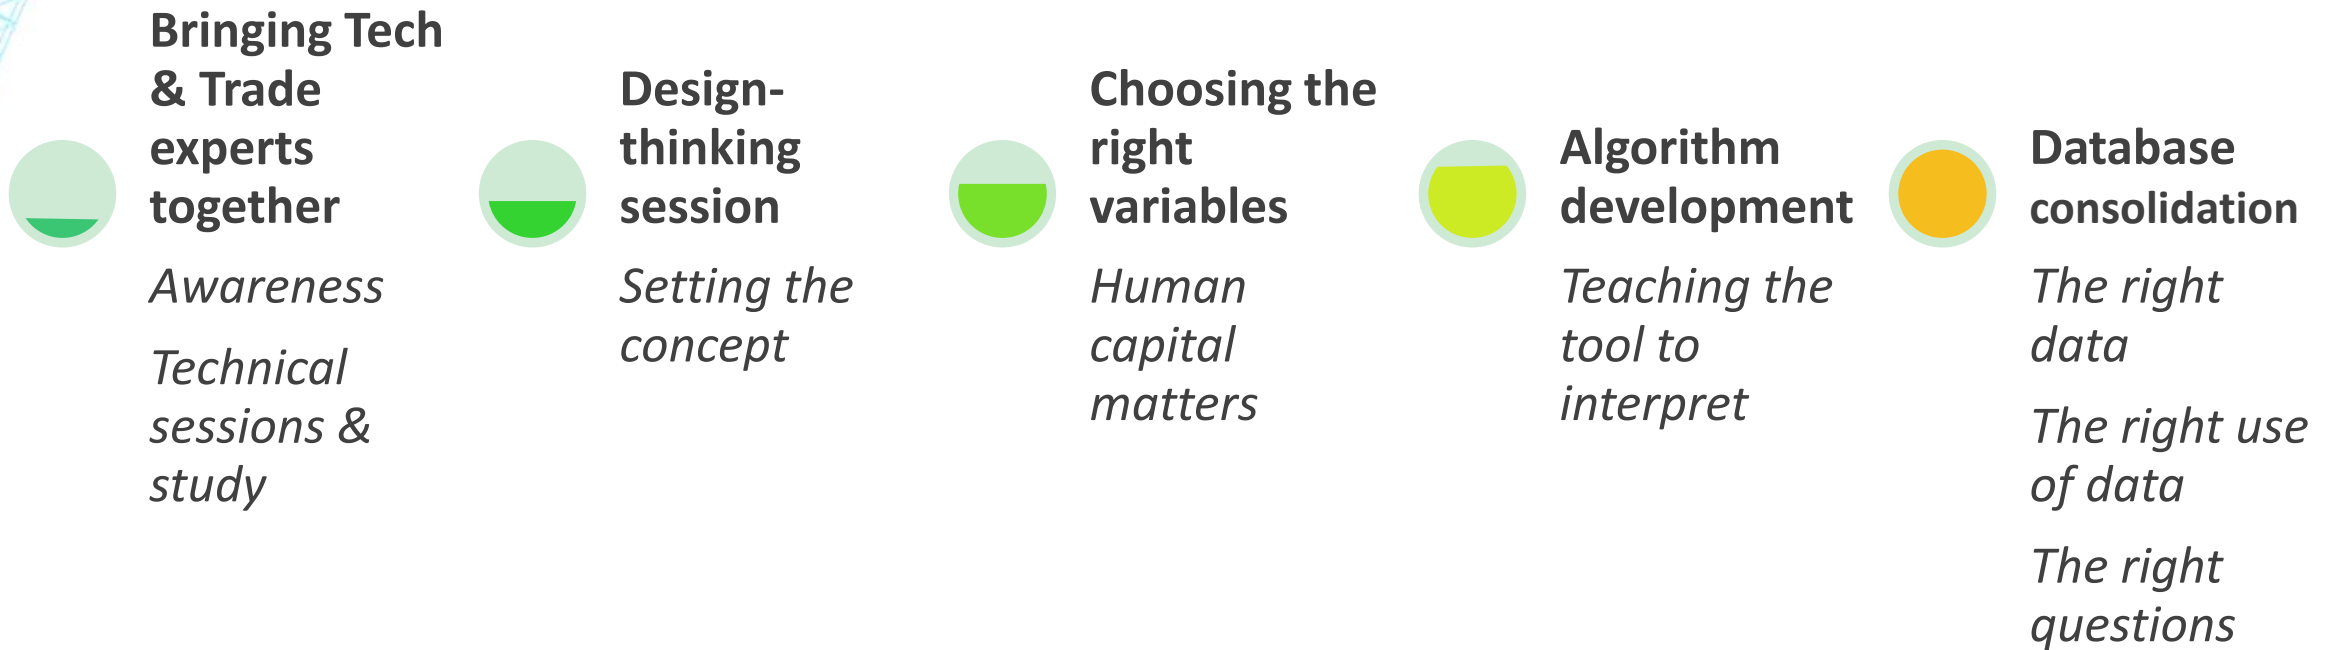 Bringing Tech
& Trade
experts
together
Awareness
Technical
sessions &
study
Design-
thinking
session
Setting the
concept
Choosing the
right
variables
Human
capital
matters
Algorithm
development
Teaching the
tool to
interpret
Database
consolidation
The right
data
The right use
of data
The right
questions